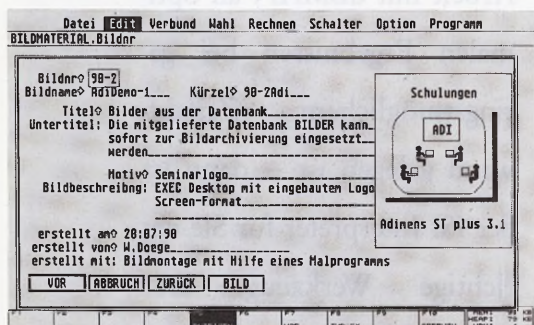 Datei Edit Verbund Wahl Rechnen Schalter Option Programm
BILDMATERIAL.Bildnr
Bildnr◊ 90-2
Bildname◊ AdiDemo-1___ Kürzel◊ 90-2Adi___
Titel◊ Bilder aus der Datenbank
Untertitel: Die mitgelieferte Datenbank BILDER kann
sofort zur Bildarchivierung eingesetzt
werden
Motiv◊ Seminarlogo
Bildbeschreibng: EXEC Desktop mit eingebautem Logo
Screen-Format
erstellt am◊ 20:07:90
erstellt von◊ W.Doege
erstellt mit: Bildmontage mit Hilfe eines Malprogramms
VOR ABBRUCH ZURÜCK BILD
Schulungen
ADI
Adimens ST plus 3.1